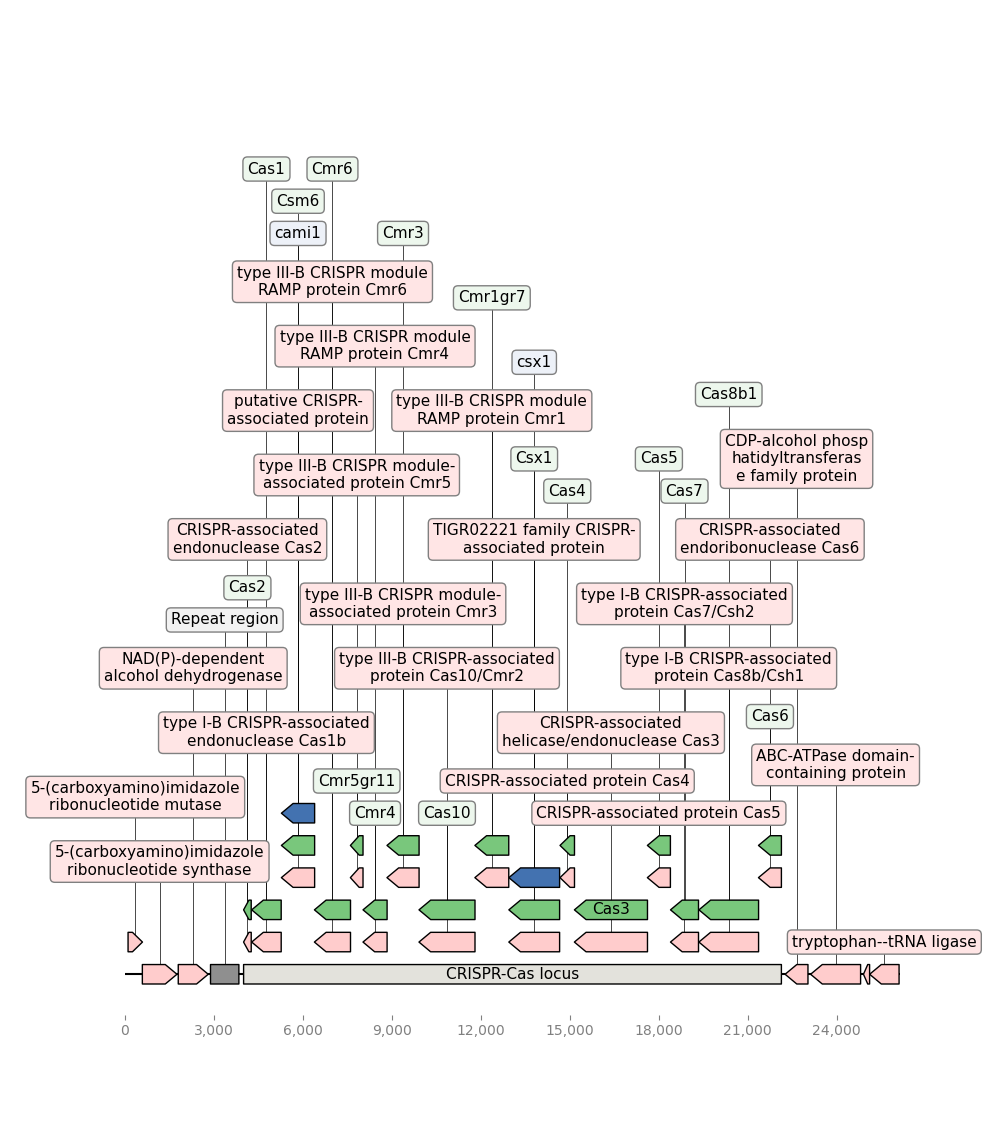 Cas1
Cmr6
Csm6
cami1
Cmr3
type III-B CRISPR module
RAMP protein Cmr6
Cmr1gr7
type III-B CRISPR module
RAMP protein Cmr4
csx1
Cas8b1
putative CRISPR-
associated protein
type III-B CRISPR module
RAMP protein Cmr1
CDP-alcohol phosp
hatidyltransferas
e family protein
type III-B CRISPR module-
associated protein Cmr5
Csx1
Cas5
Cas4
Cas7
CRISPR-associated
endonuclease Cas2
TIGR02221 family CRISPR-
associated protein
CRISPR-associated
endoribonuclease Cas6
Cas2
type III-B CRISPR module-
associated protein Cmr3
type I-B CRISPR-associated
protein Cas7/Csh2
Repeat region
NAD(P)-dependent
alcohol dehydrogenase
type III-B CRISPR-associated
protein Cas10/Cmr2
type I-B CRISPR-associated
protein Cas8b/Csh1
Cas6
type I-B CRISPR-associated
endonuclease Cas1b
CRISPR-associated
helicase/endonuclease Cas3
ABC-ATPase domain-
containing protein
5-(carboxyamino)imidazole
ribonucleotide mutase
Cmr5gr11
CRISPR-associated protein Cas4
Cmr4
Cas10
CRISPR-associated protein Cas5
5-(carboxyamino)imidazole
ribonucleotide synthase
Cas3
tryptophan--tRNA ligase
CRISPR-Cas locus
0
3,000
6,000
9,000
12,000
15,000
18,000
21,000
24,000